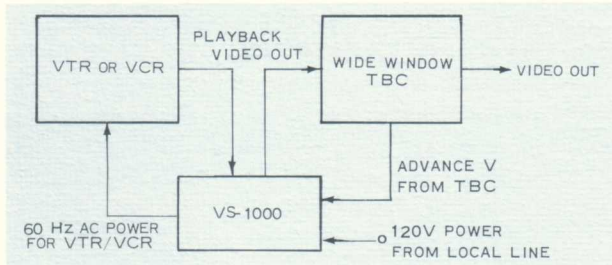 PLAYBACK
VIDEO OUT
VTR OR VCR
WIDE WINDOW
TBC
VIDEO OUT
ADVANCE V
FROM TBC
VS-1000
60 Hz AC POWER
FOR VTR/VCR
120V POWER
FROM LOCAL LINE